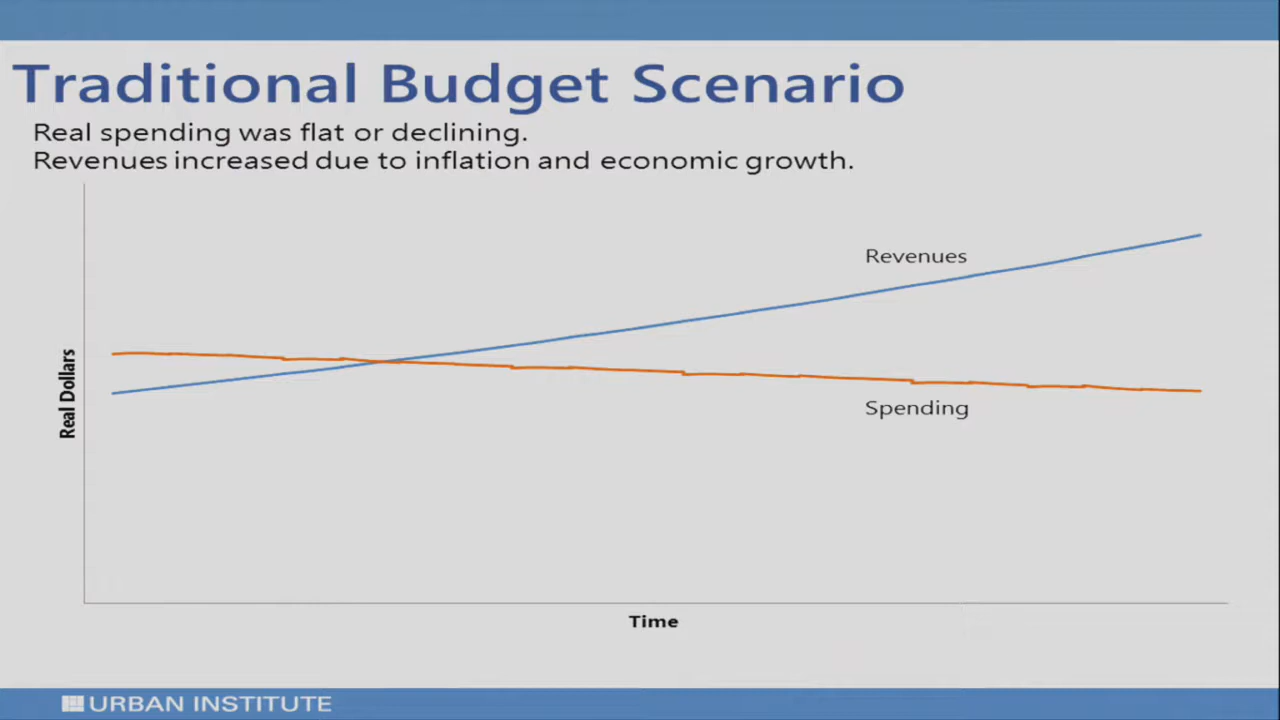 Traditional Budget Scenario
Real spending was flat or declining.
Revenues increased due to inflation and economic growth.
Revenues
Real Dollars
Spending
Time
URBAN INSTITUTE